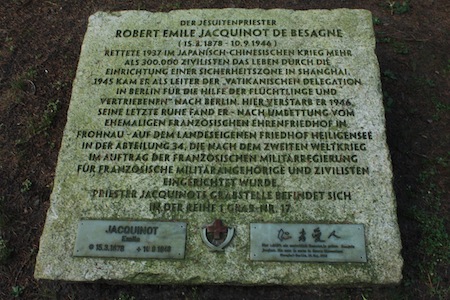 DER JESUITENPRIESTER
ROBERT EMILE JACQUINOT DE BESAGNE
(15.3.1878 - 10.9.1946)
RETTETE 1937 IM JAPANISCH-CHINESISCHEN KRIEG MEHR
ALS 300.000 ZIVILISTEN DAS LEBEN DURCH DIE
EINRICHTUNG EINER SICHERHEITSZONE IN SHANGHAI.
1945 KAM ER ALS LEITER DER „VATIKANISCHEN DELEGATION
IN BERLIN FÜR DIE HILFE DER FLÜCHTLINGE UND
VERTRIEBENEN" NACH BERLIN. HIER VERSTARB ER 1946.
SEINE LETZTE RUHE FAND ER - NACH UMBETTUNG VOM
EHEMALIGEN FRANZÖSISCHEN EHRENFRIEDHOF IN
FROHNAU - AUF DEM LANDESEIGENEN FRIEDHOF HEILIGENSEE
IN DER ABTEILUNG 34, DIE NACH DEM ZWEITEN WELTKRIEG
IM AUFTRAG DER FRANZÖSISCHEN MILITÄRREGIERUNG
FÜR FRANZÖSISCHE MILITÄRANGEHÖRIGE UND ZIVILISTEN
EINGERICHTET WURDE.
PRIESTER JACQUINOTS GRABSTELLE BEFINDET SICH
IN DER REIHE 1 GRAB-NR. 17
JACQUINOT
Emile
15.3.1878 10.9.1946